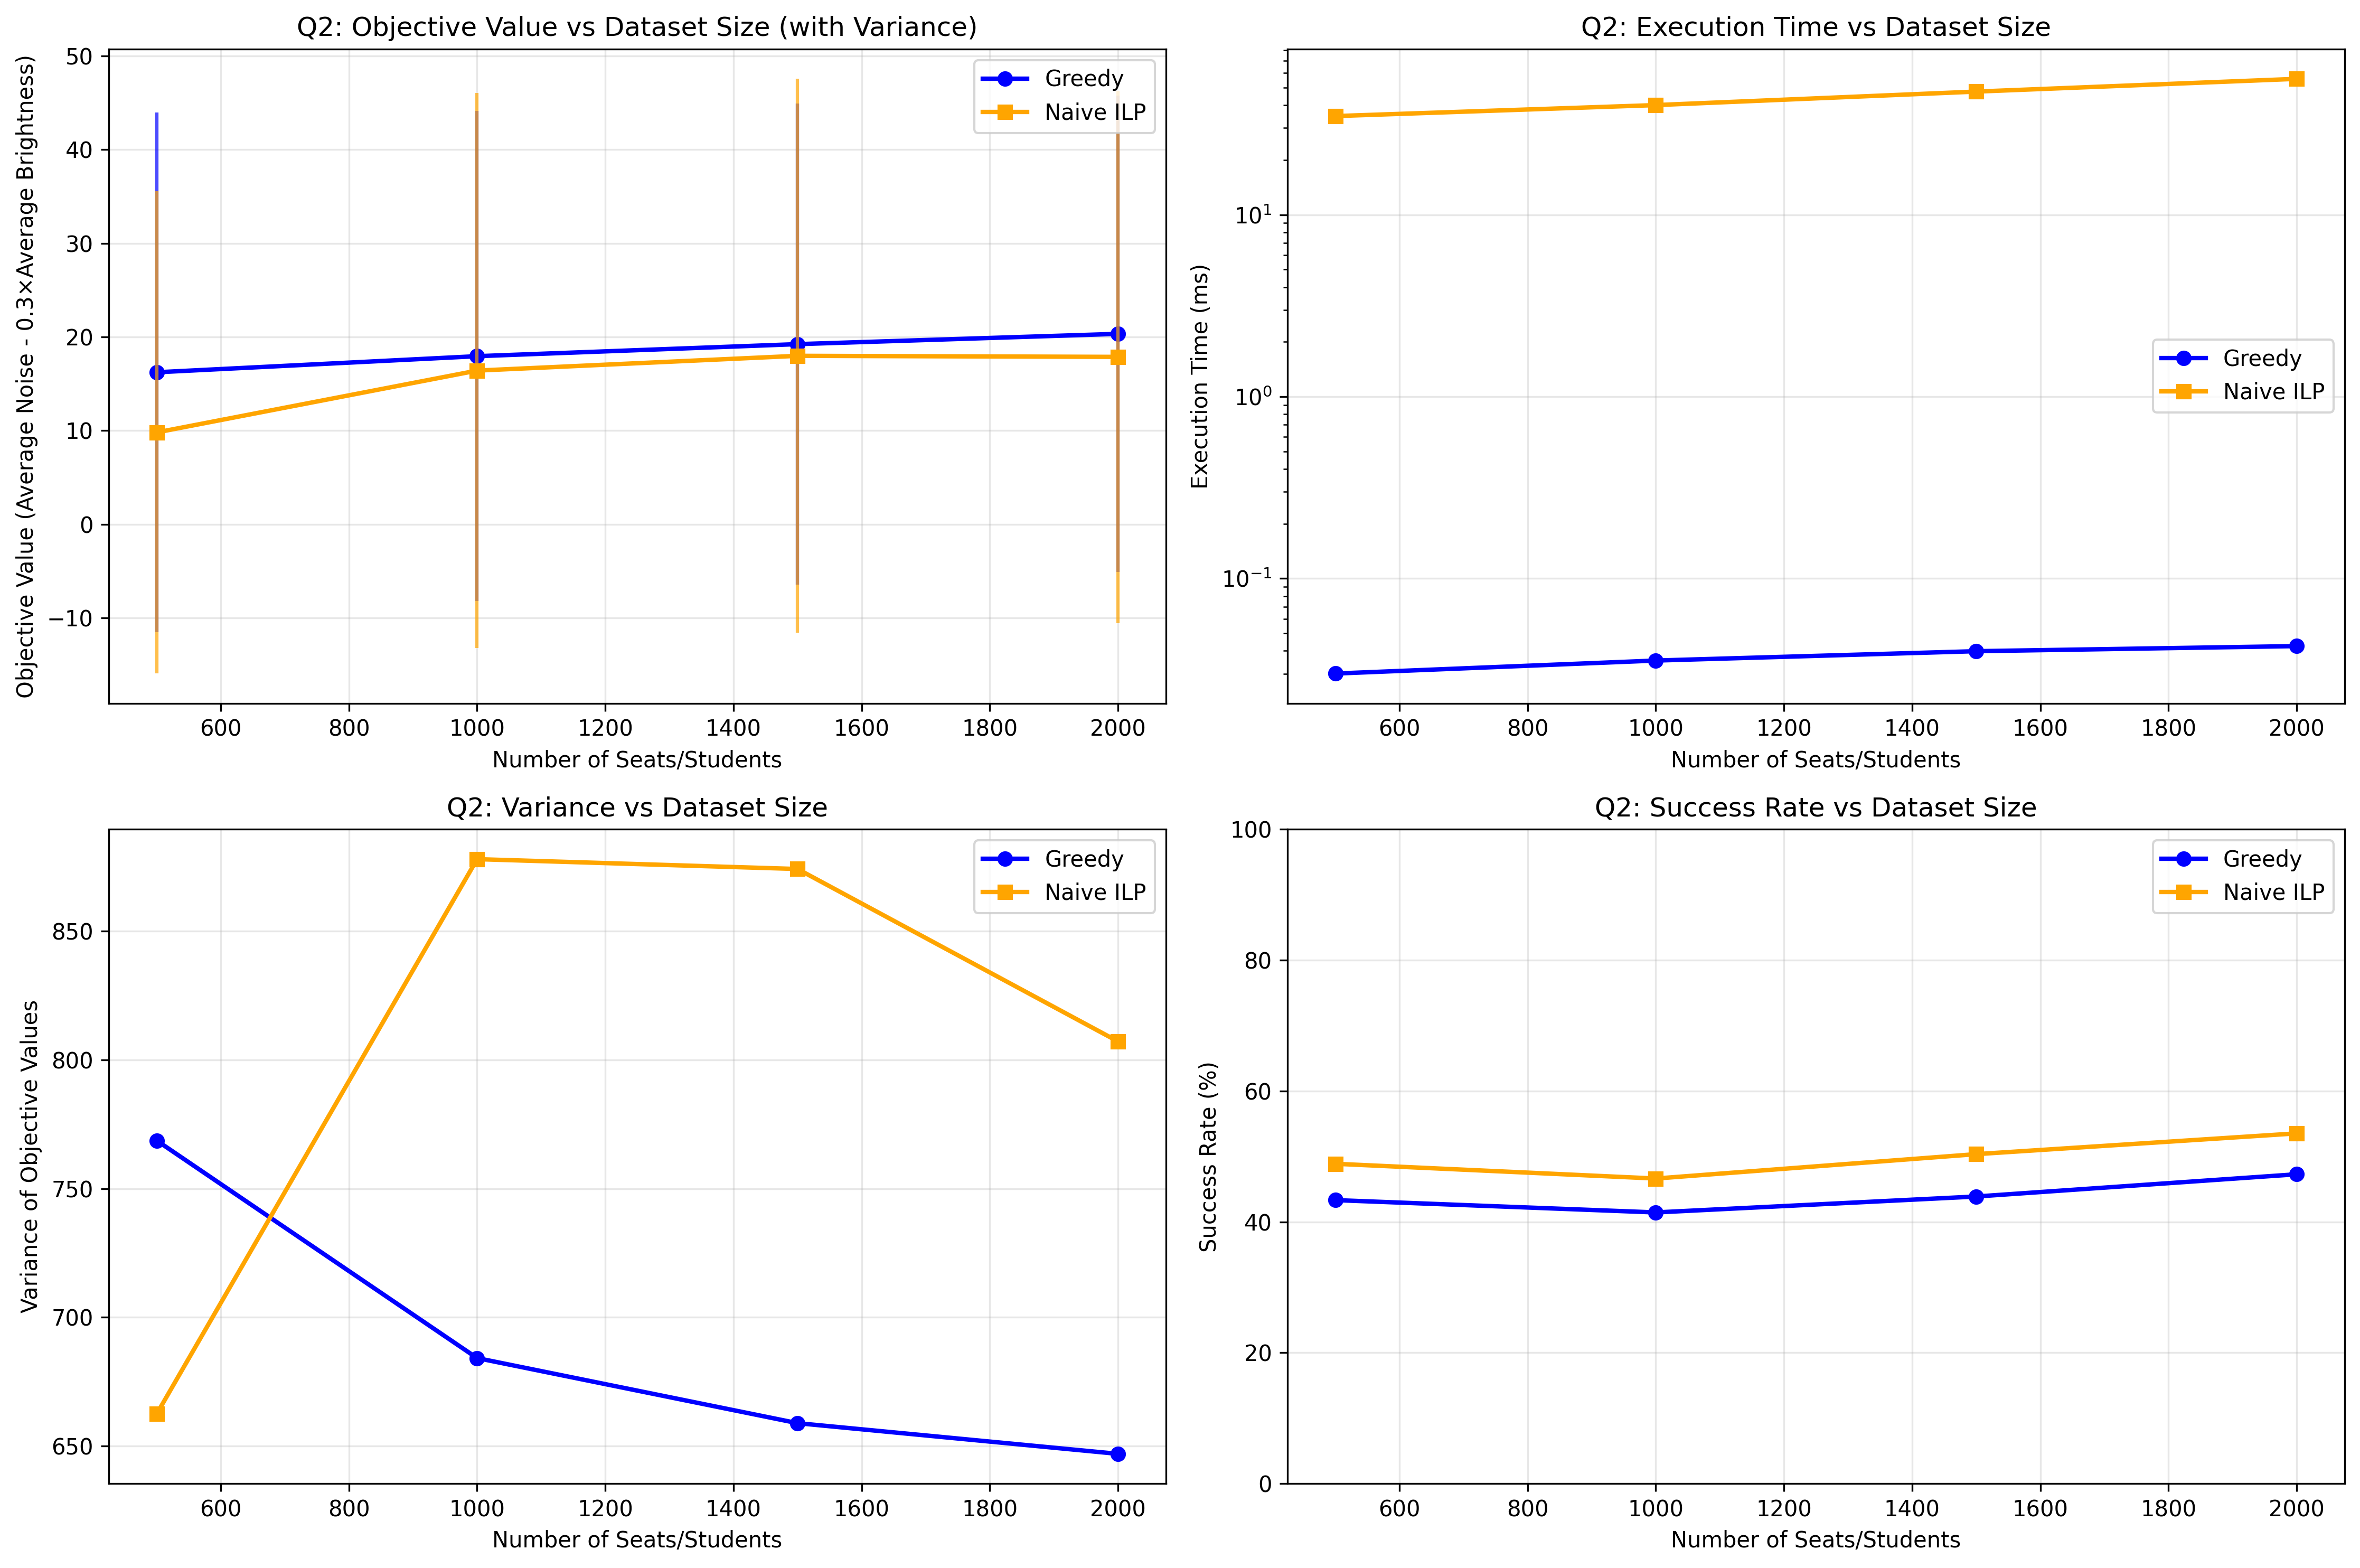 Q2: Objective Value vs Dataset Size (with Variance)
Objective Value (Average Noise - 0.3×Average Brightness)
50
40
30
20
10
0
−10
Greedy
Naive ILP
600 800 1000 1200 1400 1600 1800 2000
Number of Seats/Students
Q2: Execution Time vs Dataset Size
Execution Time (ms)
10¹
10⁰
10⁻¹
Greedy
Naive ILP
600 800 1000 1200 1400 1600 1800 2000
Number of Seats/Students
Q2: Variance vs Dataset Size
Variance of Objective Values
850
800
750
700
650
Greedy
Naive ILP
600 800 1000 1200 1400 1600 1800 2000
Number of Seats/Students
Q2: Success Rate vs Dataset Size
Success Rate (%)
100
80
60
40
20
0
Greedy
Naive ILP
600 800 1000 1200 1400 1600 1800 2000
Number of Seats/Students